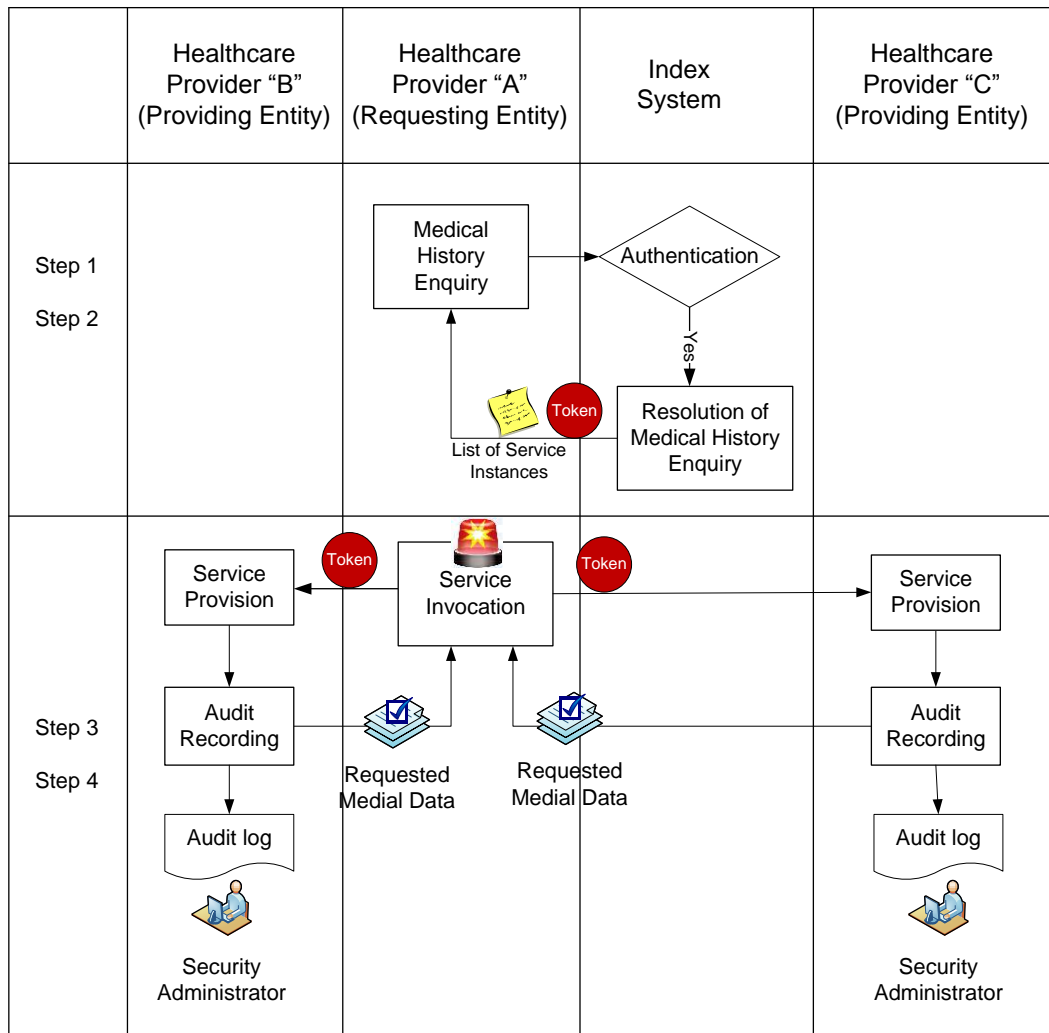 Healthcare
Provider “B”
(Providing Entity)
Healthcare
Provider “A”
(Requesting Entity)
Index
System
Healthcare
Provider “C”
(Providing Entity)
Step 1
Step 2
Medical
History
Enquiry
Authentication
Yes
Token
List of Service
Instances
Resolution of
Medical History
Enquiry
Step 3
Step 4
Service
Provision
Token
Service
Invocation
Token
Service
Provision
Audit
Recording
Requested
Medial Data
Requested
Medial Data
Audit
Recording
Audit log
Audit log
Security
Administrator
Security
Administrator